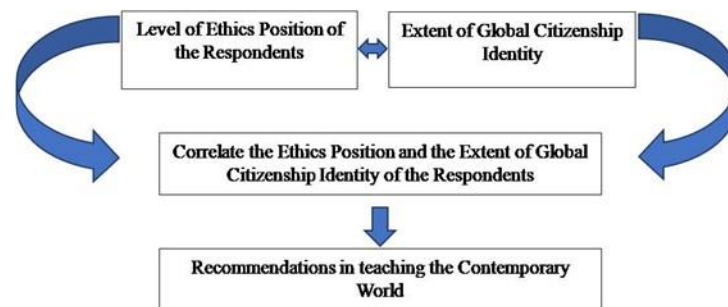 Level of Ethics Position of
the Respondents
Extent of Global Citizenship
Identity
Correlate the Ethics Position and the Extent of Global
Citizenship Identity of the Respondents
Recommendations in teaching the Contemporary
World